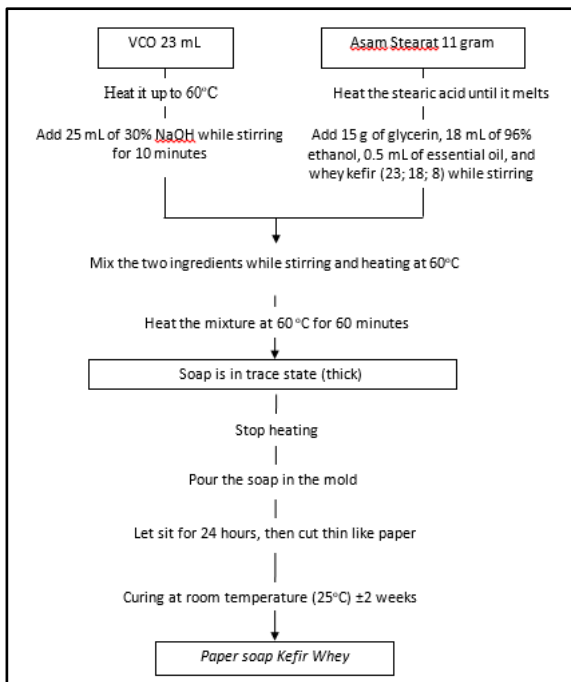 VCO 23 mL
Asam Stearat 11 gram
Heat it up to 60°C
Heat the stearic acid until it melts
Add 25 mL of 30% NaOH while stirring
for 10 minutes
Add 15 g of glycerin, 18 mL of 96%
ethanol, 0.5 mL of essential oil, and
whey kefir (23; 18; 8) while stirring
Mix the two ingredients while stirring and heating at 60°C
Heat the mixture at 60 °C for 60 minutes
Soap is in trace state (thick)
Stop heating
Pour the soap in the mold
Let sit for 24 hours, then cut thin like paper
Curing at room temperature (25°C) ±2 weeks
Paper soap Kefir Whey